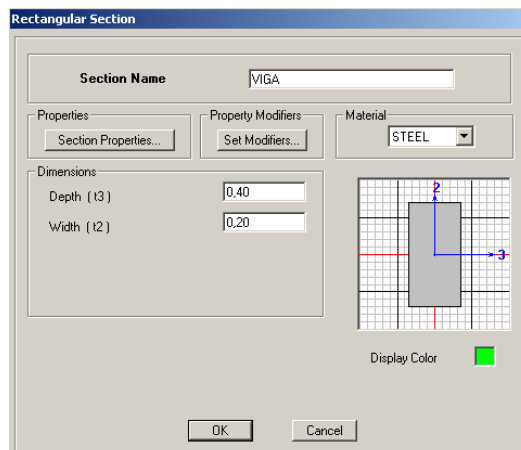 Rectangular Section
Section Name VIGA
Properties Property Modifiers Material
Section Properties... Set Modifiers... STEEL
Dimensions
Depth ( t3 ) 0,40
Width ( t2 ) 0,20
2
3
Display Color
OK Cancel